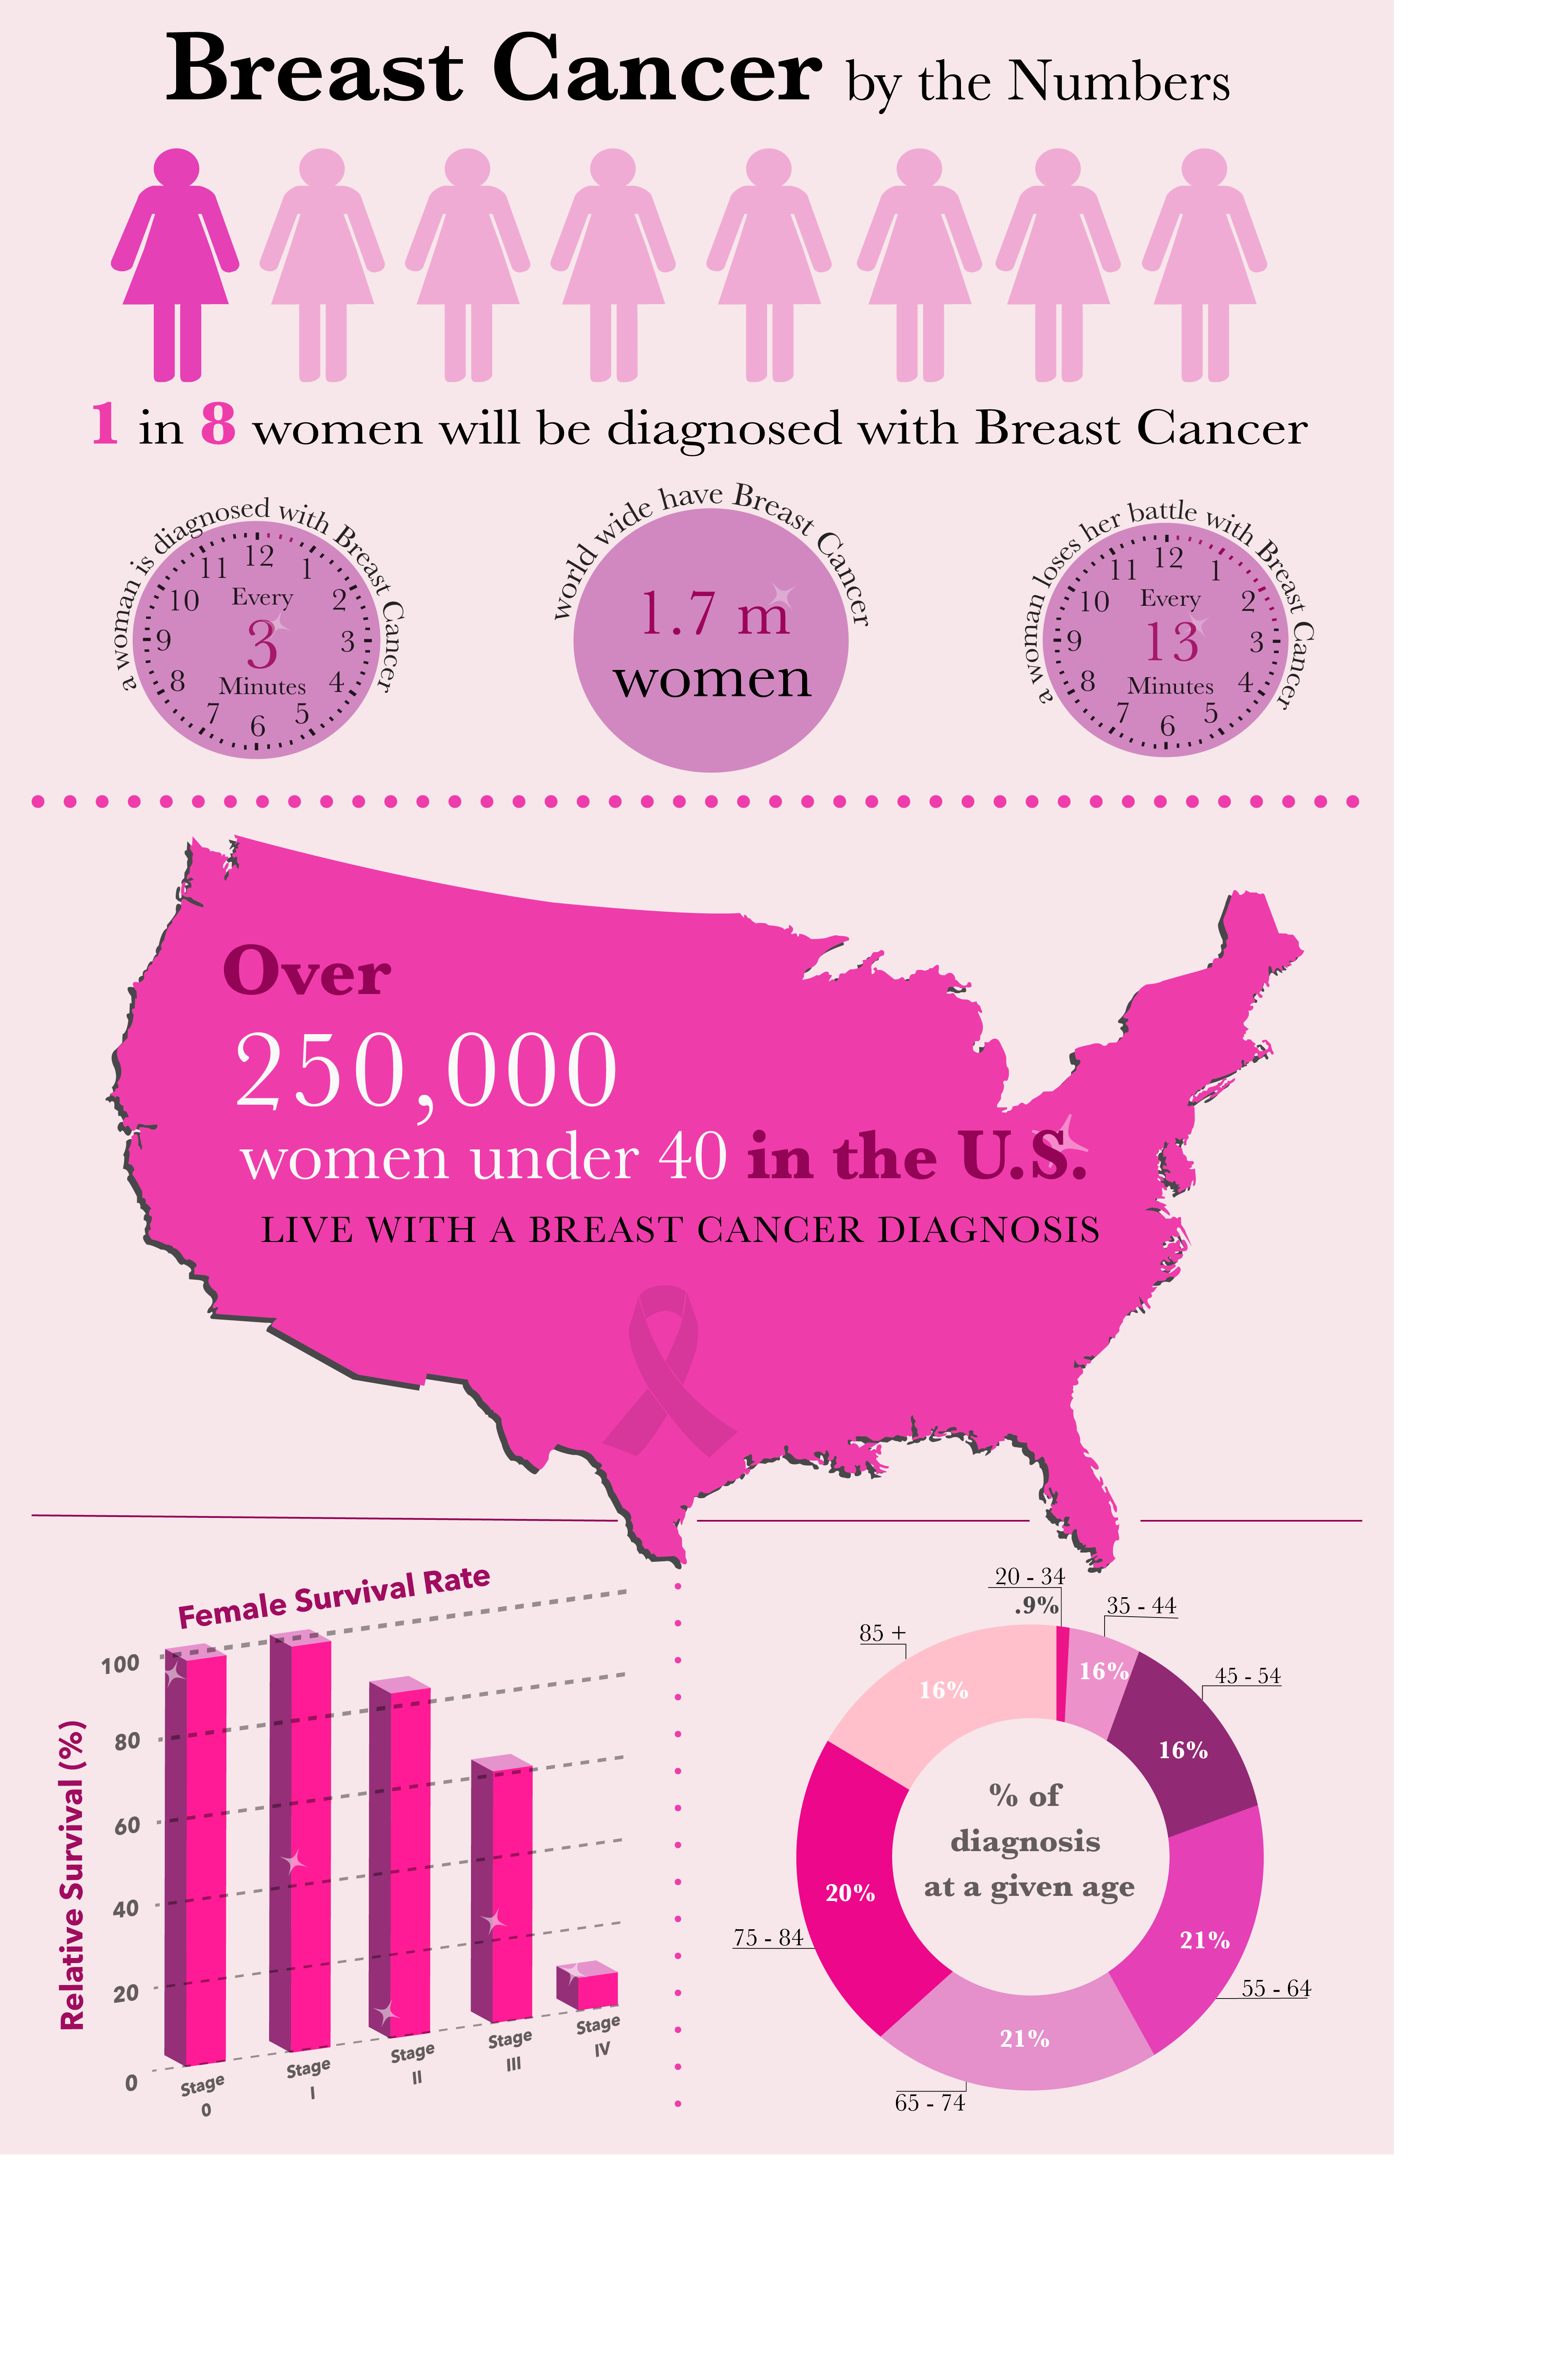 Breast Cancer by the Numbers
1 in 8 women will be diagnosed with Breast Cancer
a woman is diagnosed with Breast Cancer
12
1
2
3
4
5
6
7
8
9
10
11
Every
3
Minutes
world wide have Breast Cancer
1.7 m
women
a woman loses her battle with Breast Cancer
12
1
2
3
4
5
6
7
8
9
10
11
Every
13
Minutes
Over
250,000
women under 40 in the U.S.
LIVE WITH A BREAST CANCER DIAGNOSIS
Female Survival Rate
Relative Survival (%)
100
80
60
40
20
0
Stage
0
Stage
I
Stage
II
Stage
III
Stage
IV
20 - 34
.9%
35 - 44
16%
45 - 54
16%
55 - 64
21%
65 - 74
21%
75 - 84
20%
85 +
16%
% of
diagnosis
at a given age